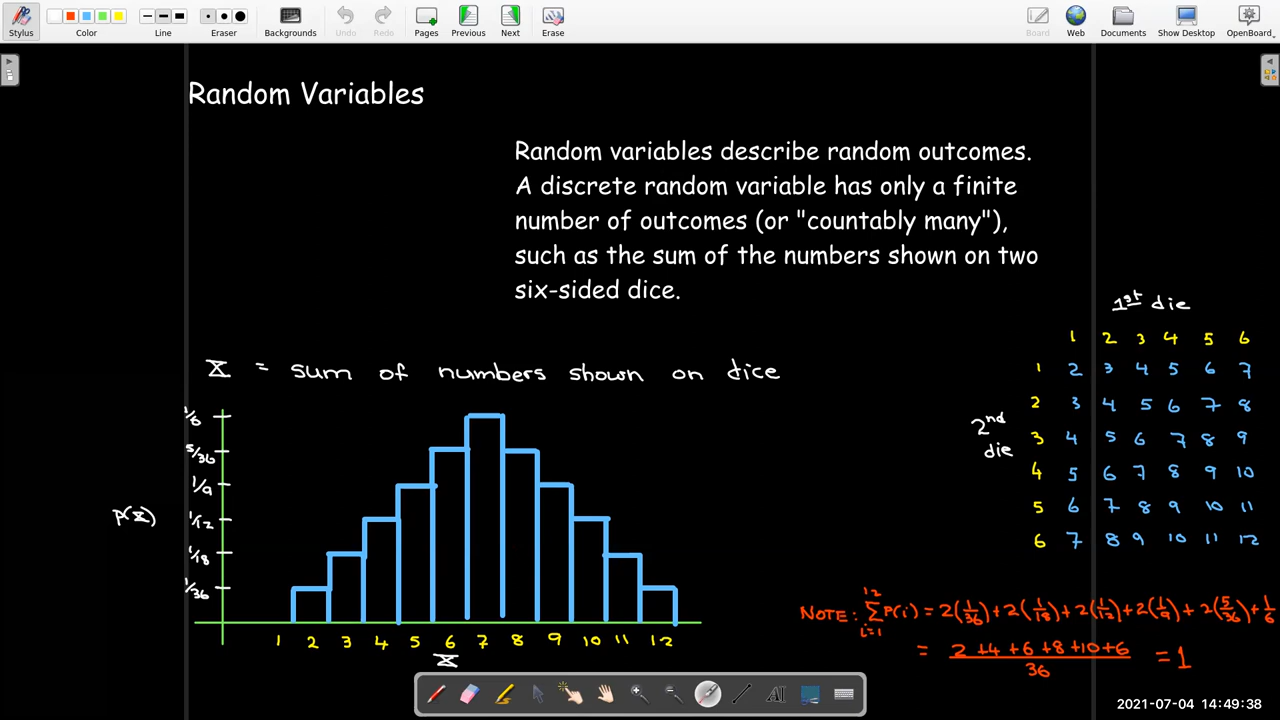 Stylus Color Line Eraser Backgrounds Undo Redo Pages Previous Next Erase Board Web Documents Show Desktop OpenBoard
Random Variables
Random variables describe random outcomes.
A discrete random variable has only a finite
number of outcomes (or "countably many"),
such as the sum of the numbers shown on two
six-sided dice.
X = sum of numbers shown on dice
1/6
5/36
1/9
1/12
1/18
1/36
P(X)
1 2 3 4 5 6 7 8 9 10 11 12
X
1st die
1 2 3 4 5 6
2nd
die
1 2 3 4 5 6 7
2 3 4 5 6 7 8
3 4 5 6 7 8 9
4 5 6 7 8 9 10
5 6 7 8 9 10 11
6 7 8 9 10 11 12
NOTE: 12∑i=1 P(i) = 2(1/36)+2(1/18)+2(1/12)+2(1/9)+2(5/36)+1/6
= 2+4+6+8+10+6 / 36 = 1
AI
2021-07-04 14:49:38